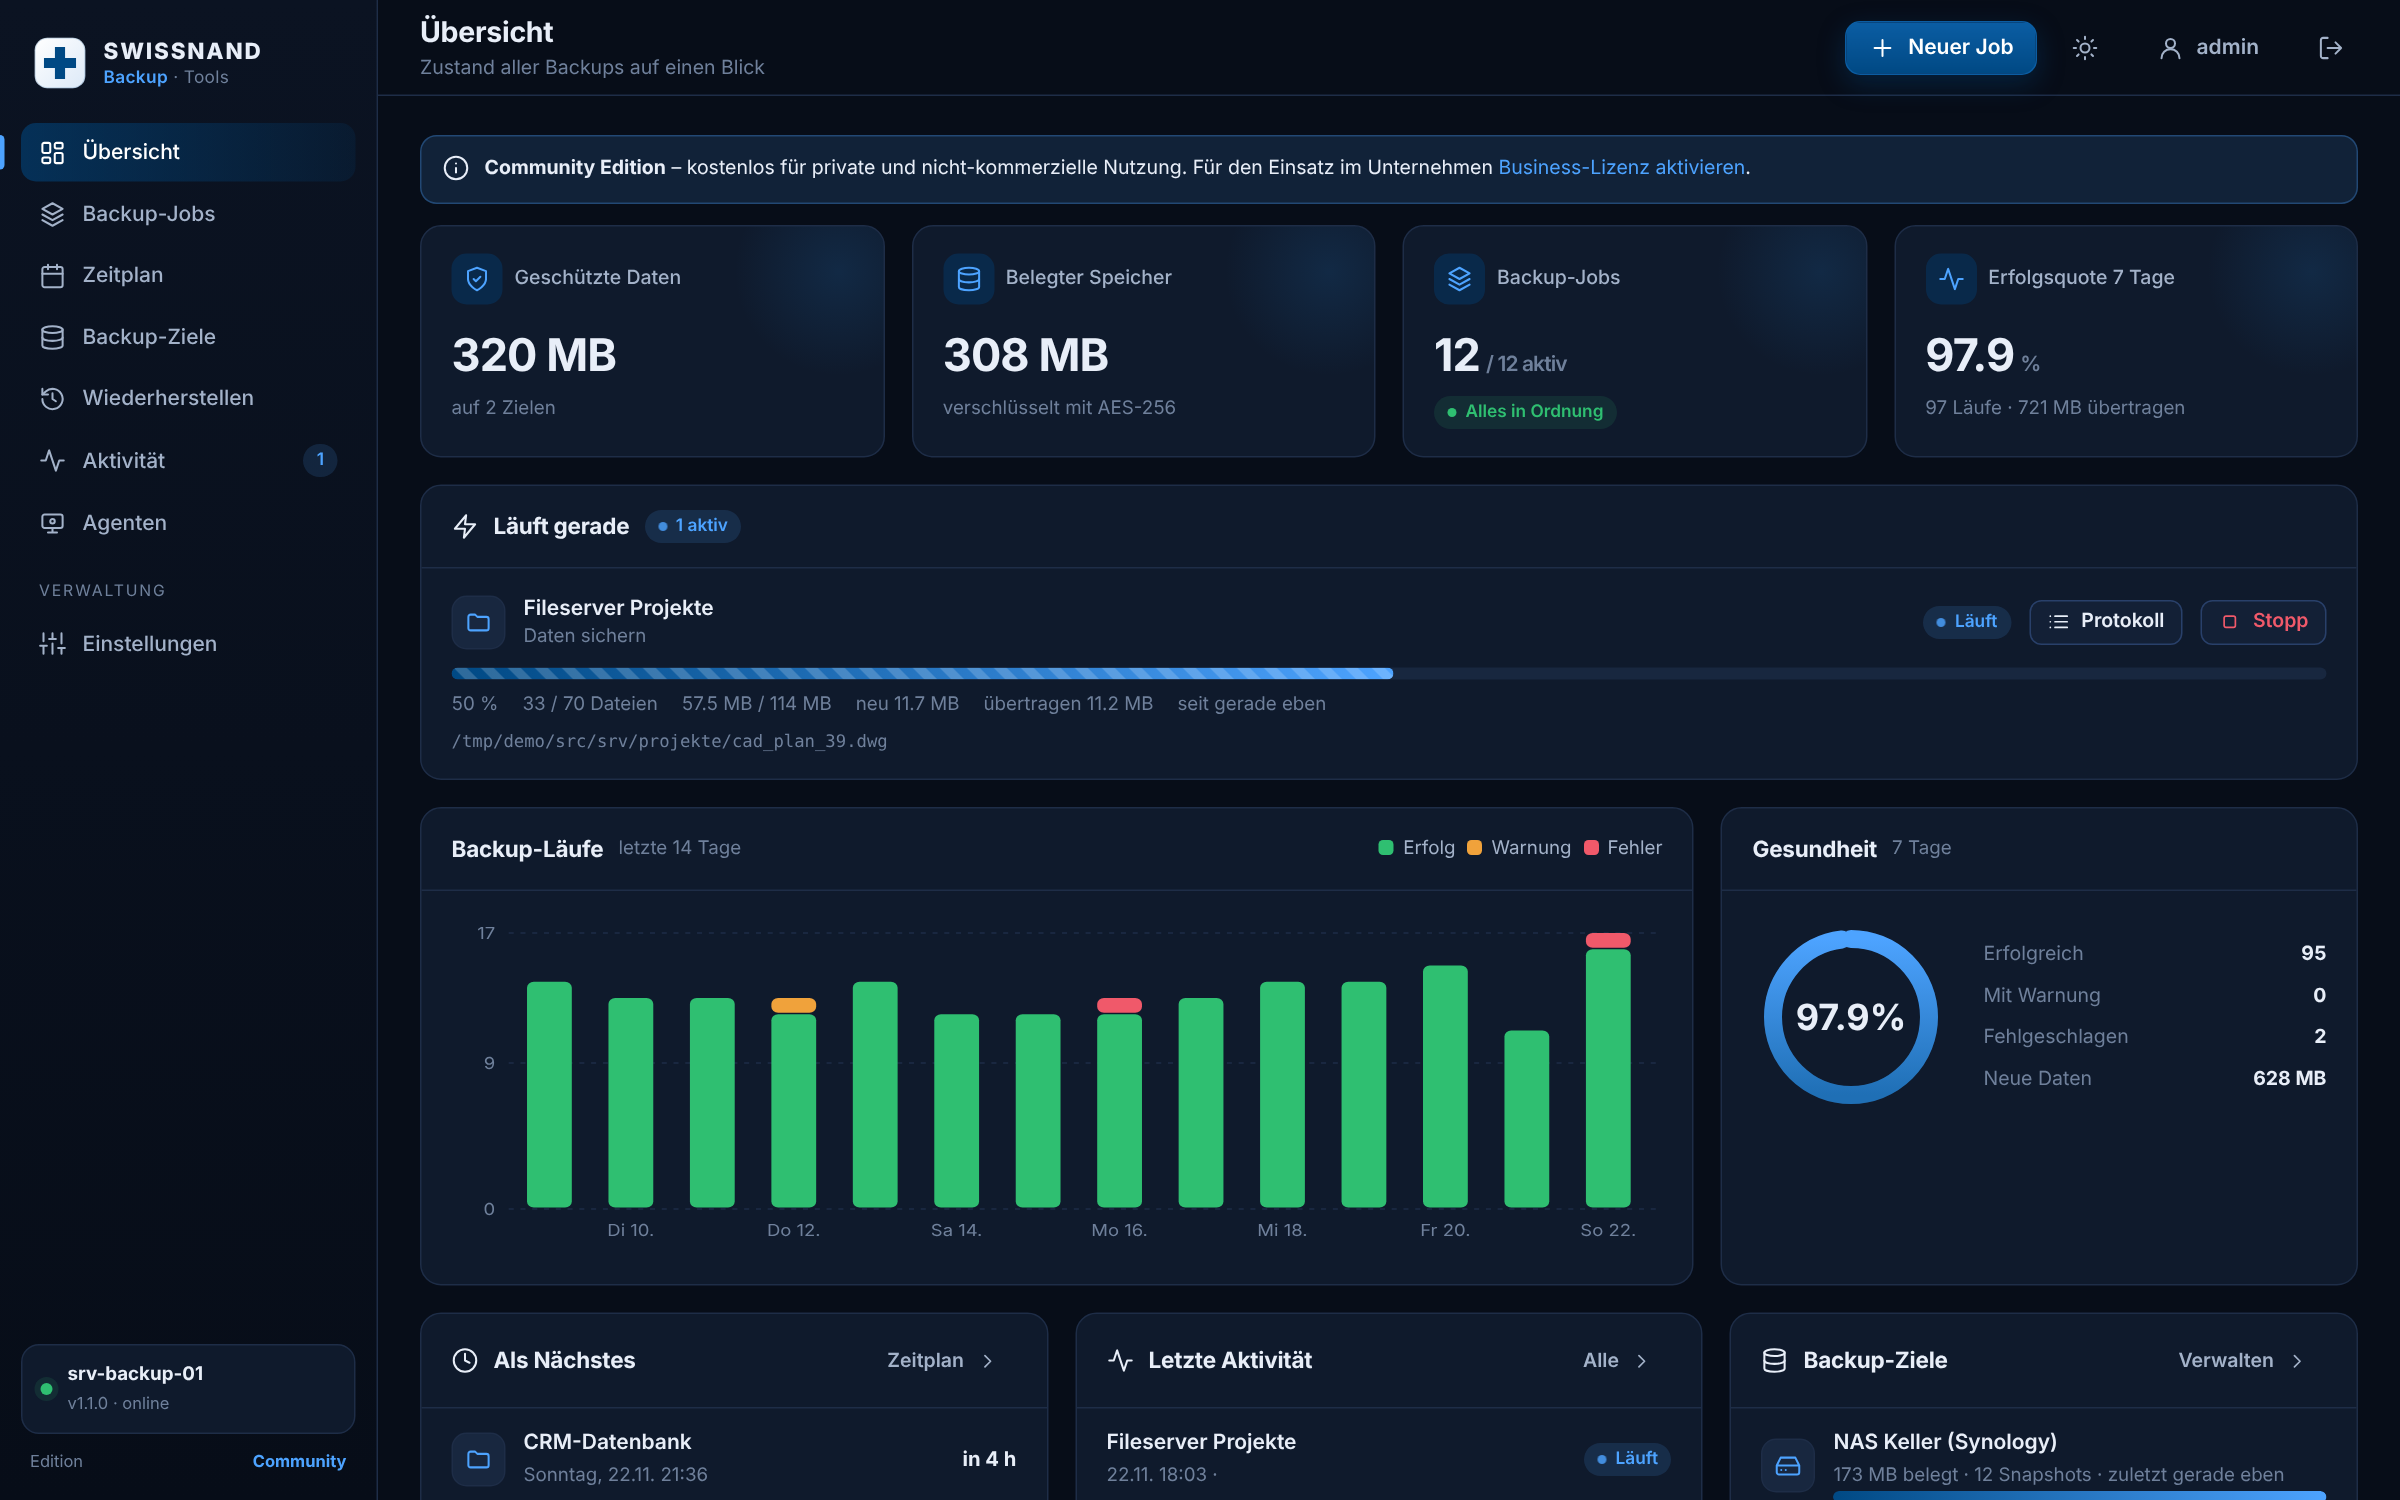 SWISSNAND
Backup · Tools
Übersicht
Backup-Jobs
Zeitplan
Backup-Ziele
Wiederherstellen
Aktivität 1
Agenten
VERWALTUNG
Einstellungen
srv-backup-01
v1.1.0 · online
Edition Community
Übersicht
Zustand aller Backups auf einen Blick
Neuer Job
admin
Community Edition – kostenlos für private und nicht-kommerzielle Nutzung. Für den Einsatz im Unternehmen Business-Lizenz aktivieren.
Geschützte Daten
320 MB
auf 2 Zielen
Belegter Speicher
308 MB
verschlüsselt mit AES-256
Backup-Jobs
12 / 12 aktiv
Alles in Ordnung
Erfolgsquote 7 Tage
97.9 %
97 Läufe · 721 MB übertragen
Läuft gerade 1 aktiv
Fileserver Projekte
Daten sichern
Läuft Protokoll Stopp
50 % 33 / 70 Dateien 57.5 MB / 114 MB neu 11.7 MB übertragen 11.2 MB seit gerade eben
/tmp/demo/src/srv/projekte/cad_plan_39.dwg
Backup-Läufe letzte 14 Tage
Erfolg Warnung Fehler
17
9
0
Di 10. Do 12. Sa 14. Mo 16. Mi 18. Fr 20. So 22.
Gesundheit 7 Tage
97.9%
Erfolgreich 95
Mit Warnung 0
Fehlgeschlagen 2
Neue Daten 628 MB
Als Nächstes Zeitplan
CRM-Datenbank
Sonntag, 22.11. 21:36
in 4 h
Letzte Aktivität Alle
Fileserver Projekte
22.11. 18:03 ·
Läuft
Backup-Ziele Verwalten
NAS Keller (Synology)
173 MB belegt · 12 Snapshots · zuletzt gerade eben